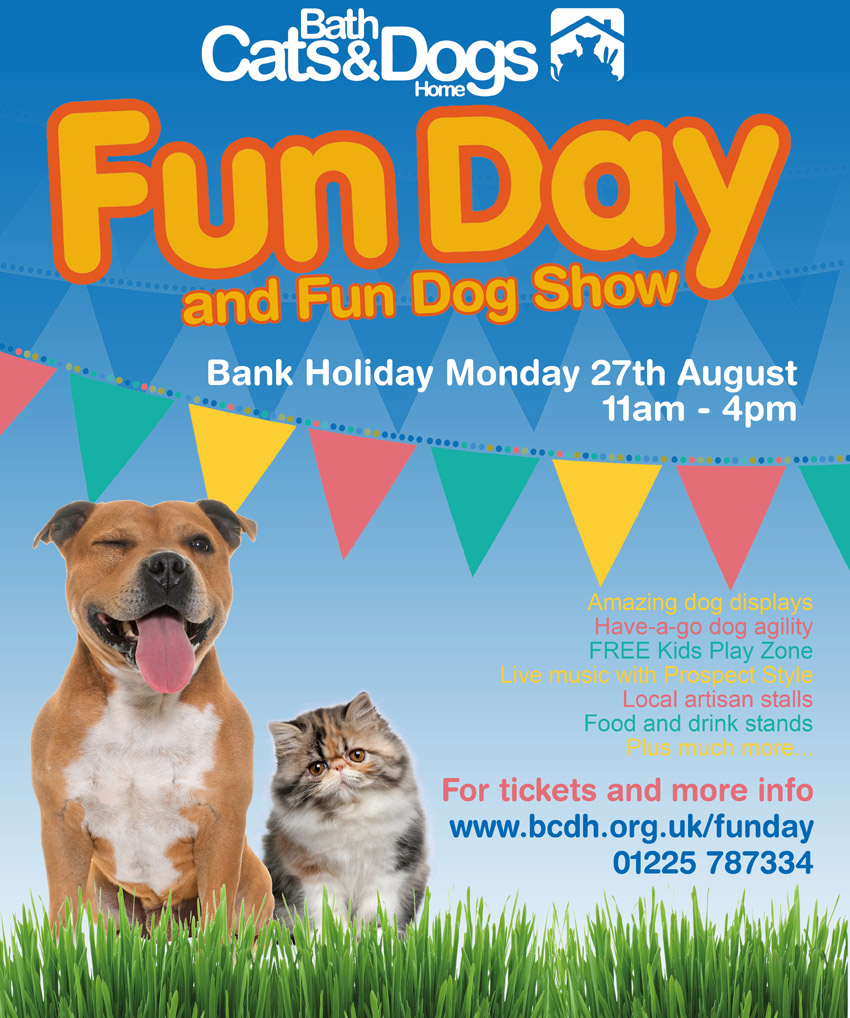 Bath
Cats&Dogs
Home
Fun Day
and Fun Dog Show
Bank Holiday Monday 27th August
11am - 4pm
Amazing dog displays
Have-a-go dog agility
FREE Kids Play Zone
Live music with Prospect Style
Local artisan stalls
Food and drink stands
Plus much more...
For tickets and more info
www.bcdh.org.uk/funday
01225 787334